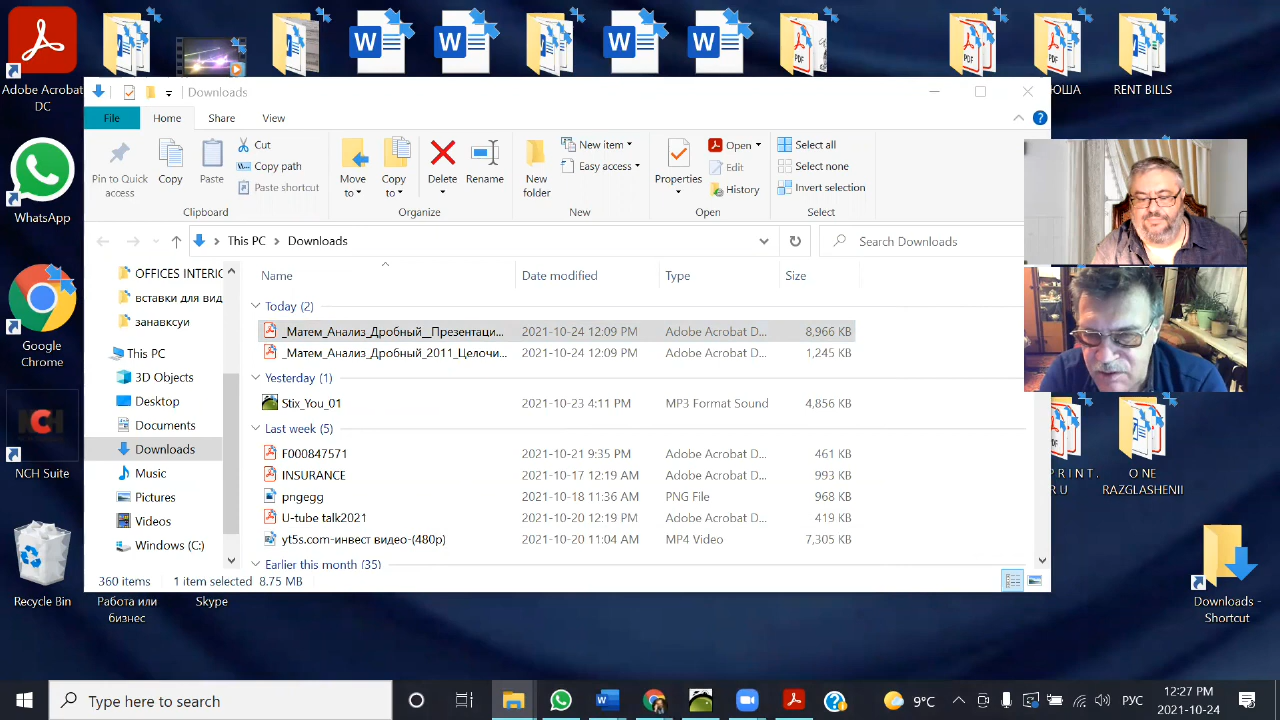 Adobe Acrobat
DC
ЮША
RENT BILLS
Downloads
File
Home
Share
View
Pin to Quick
access
Copy
Paste
Cut
Copy path
Paste shortcut
Clipboard
Move
to
Copy
to
Delete
Rename
Organize
New
folder
New item
Easy access
New
Properties
Open
Edit
History
Open
Select all
Select none
Invert selection
Select
WhatsApp
This PC
Downloads
Search Downloads
Name
Date modified
Type
Size
OFFICES INTERIC
вставки для вид
занавкcуи
This PC
3D Objects
Desktop
Documents
Downloads
Music
Pictures
Videos
Windows (C:)
Today (2)
_Матем_Анализ_Дробный__Презентаци... 2021-10-24 12:09 PM Adobe Acrobat D... 8,966 KB
_Матем_Анализ_Дробный_2011_Целочи... 2021-10-24 12:09 PM Adobe Acrobat D... 1,245 KB
Yesterday (1)
Stix_You_01 2021-10-23 4:11 PM MP3 Format Sound 4,856 KB
Last week (5)
F000847571 2021-10-21 9:35 PM Adobe Acrobat D... 461 KB
INSURANCE 2021-10-17 12:19 AM Adobe Acrobat D... 993 KB
pngegg 2021-10-18 11:36 AM PNG File 968 KB
U-tube talk2021 2021-10-20 12:19 PM Adobe Acrobat D... 419 KB
yt5s.com-инвест видео-(480p) 2021-10-20 11:04 AM MP4 Video 7,305 KB
Earlier this month (35)
360 items
1 item selected 8.75 MB
Google
Chrome
NCH
NCH Suite
P R I N T .
R U
O NE
RAZGLASHENII
Recycle Bin
Работа или
бизнес
Skype
Downloads -
Shortcut
Type here to search
9°C
РУС
12:27 PM
2021-10-24